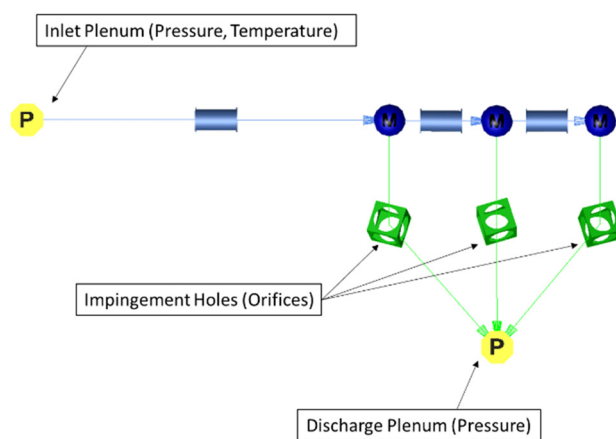 Inlet Plenum (Pressure, Temperature)
P
M
M
M
Impingement Holes (Orifices)
P
Discharge Plenum (Pressure)